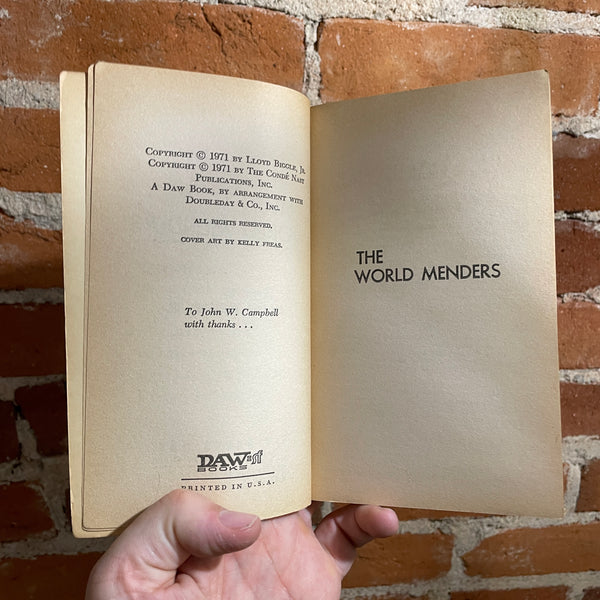 COPYRIGHT © 1971 BY LLOYD BIGGLE, JR.
COPYRIGHT © 1971 BY THE CONDÉ NAST
PUBLICATIONS, INC.
A DAW BOOK, BY ARRANGEMENT WITH
DOUBLEDAY & CO., INC.
ALL RIGHTS RESERVED.
COVER ART BY KELLY FREAS.
To John W. Campbell
with thanks . . .
DAW=sf
BOOKS
PRINTED IN U.S.A.
THE
WORLD MENDERS